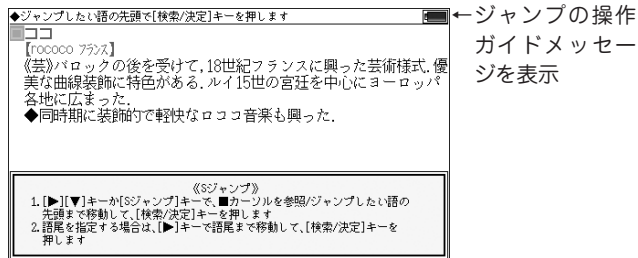 ◆ジャンプしたい語の先頭で[検索/決定]キーを押します
←ジャンプの操作
ガイドメッセー
ジを表示
■ココ
【rococo フランス】
《芸》バロックの後を受けて,18世紀フランスに興った芸術様式.優
美な曲線装飾に特色がある.ルイ15世の宮廷を中心にヨーロッパ
各地に広まった.
◆同時期に装飾的で軽快なロココ音楽も興った.
《Sジャンプ》
1.[▶][▼]キーか[Sジャンプ]キーで、■カーソルを参照/ジャンプしたい語の
先頭まで移動して、[検索/決定]キーを押します
2.語尾を指定する場合は、[▶]キーで語尾まで移動して、[検索/決定]キーを
押します